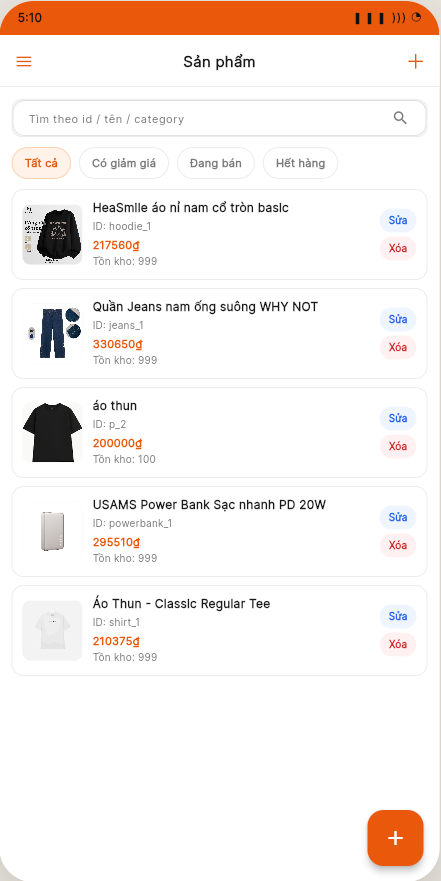 5:10
Sản phẩm
Tìm theo id / tên / category
Tất cả
Có giảm giá
Đang bán
Hết hàng
HeaSmile áo nỉ nam cổ tròn basic
ID: hoodie_1
217560₫
Tồn kho: 999
Sửa
Xóa
Quần Jeans nam ống suông WHY NOT
ID: jeans_1
330650₫
Tồn kho: 999
Sửa
Xóa
áo thun
ID: p_2
200000₫
Tồn kho: 100
Sửa
Xóa
USAMS Power Bank Sạc nhanh PD 20W
ID: powerbank_1
295510₫
Tồn kho: 999
Sửa
Xóa
Áo Thun - Classic Regular Tee
ID: shirt_1
210375₫
Tồn kho: 999
Sửa
Xóa